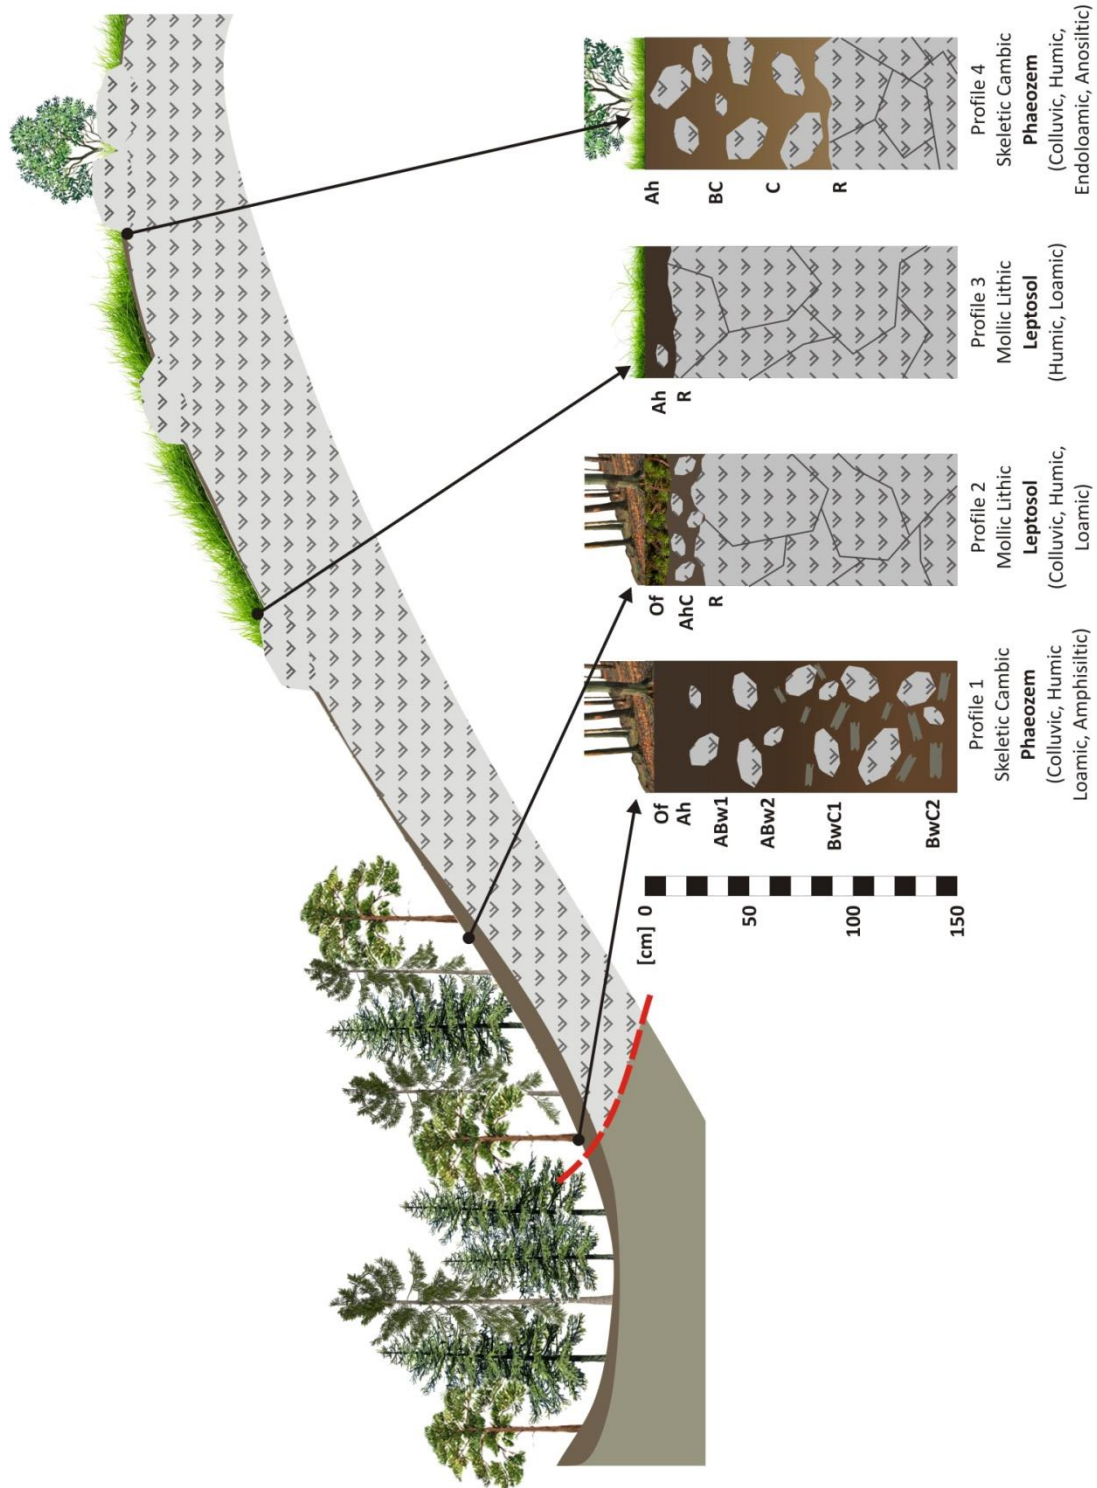 [cm] 0
50
100
150
Of
Ah
ABw1
ABw2
BwC1
BwC2
Profile 1
Skeletic Cambic
Phaeozem
(Colluvic, Humic
Loamic, Amphisiltic)
Of
AhC
R
Profile 2
Mollic Lithic
Leptosol
(Colluvic, Humic,
Loamic)
Ah
R
Profile 3
Mollic Lithic
Leptosol
(Humic, Loamic)
Ah
BC
C
R
Profile 4
Skeletic Cambic
Phaeozem
(Colluvic, Humic,
Endoloamic, Anosiltic)